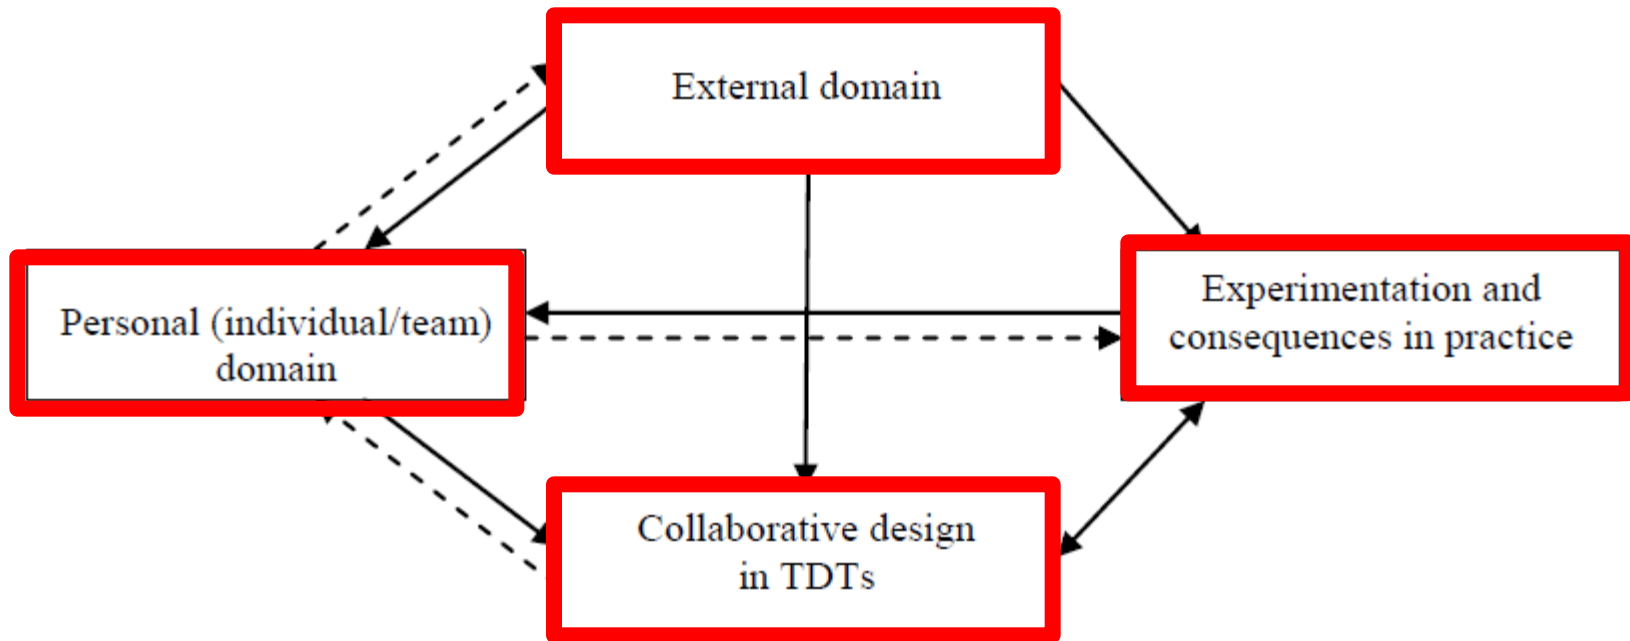 External domain
Personal (individual/team)
domain
Experimentation and
consequences in practice
Collaborative design
in TDTs